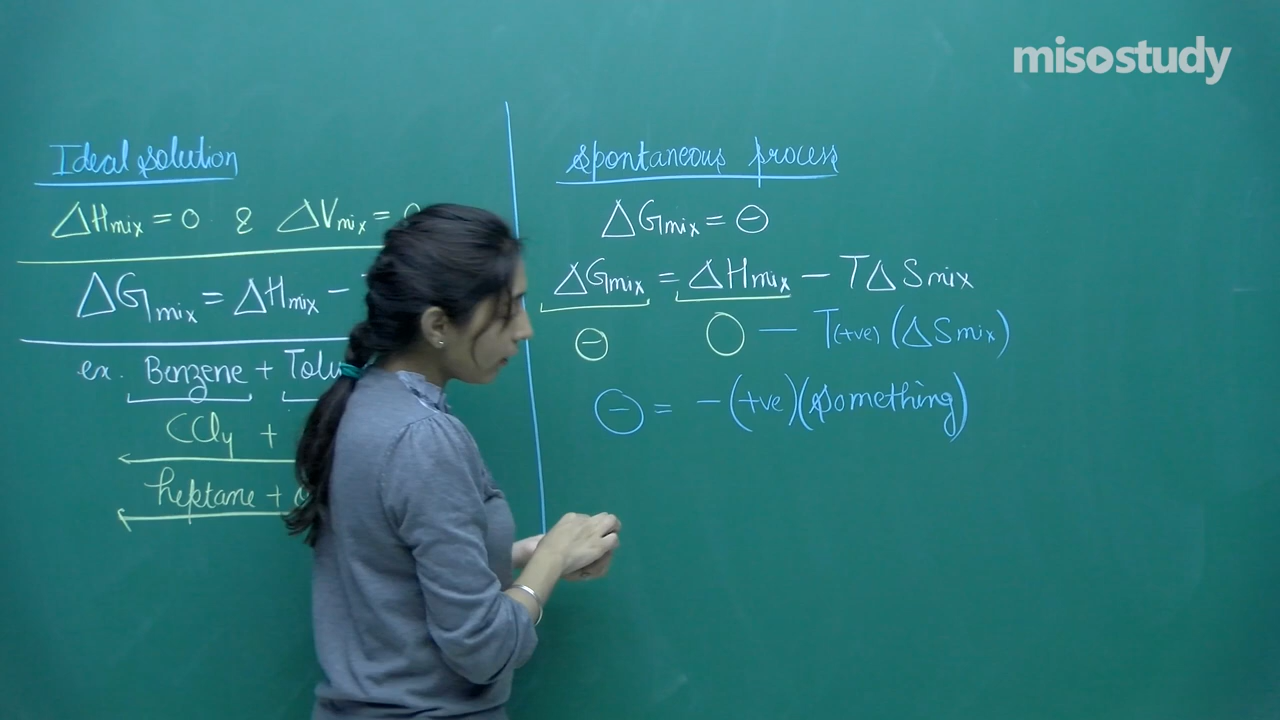 misostudy
Ideal solution
ΔHmix = 0 & ΔVmix =
ΔGmix = ΔHmix −
ex. Benzene +
CCl4 +
heptane +
Spontaneous process
ΔGmix = ⊖
ΔGmix = ΔHmix − TΔSmix
⊖ 0 − T(+ve) (ΔSmix)
⊖ = − (+ve)(something)